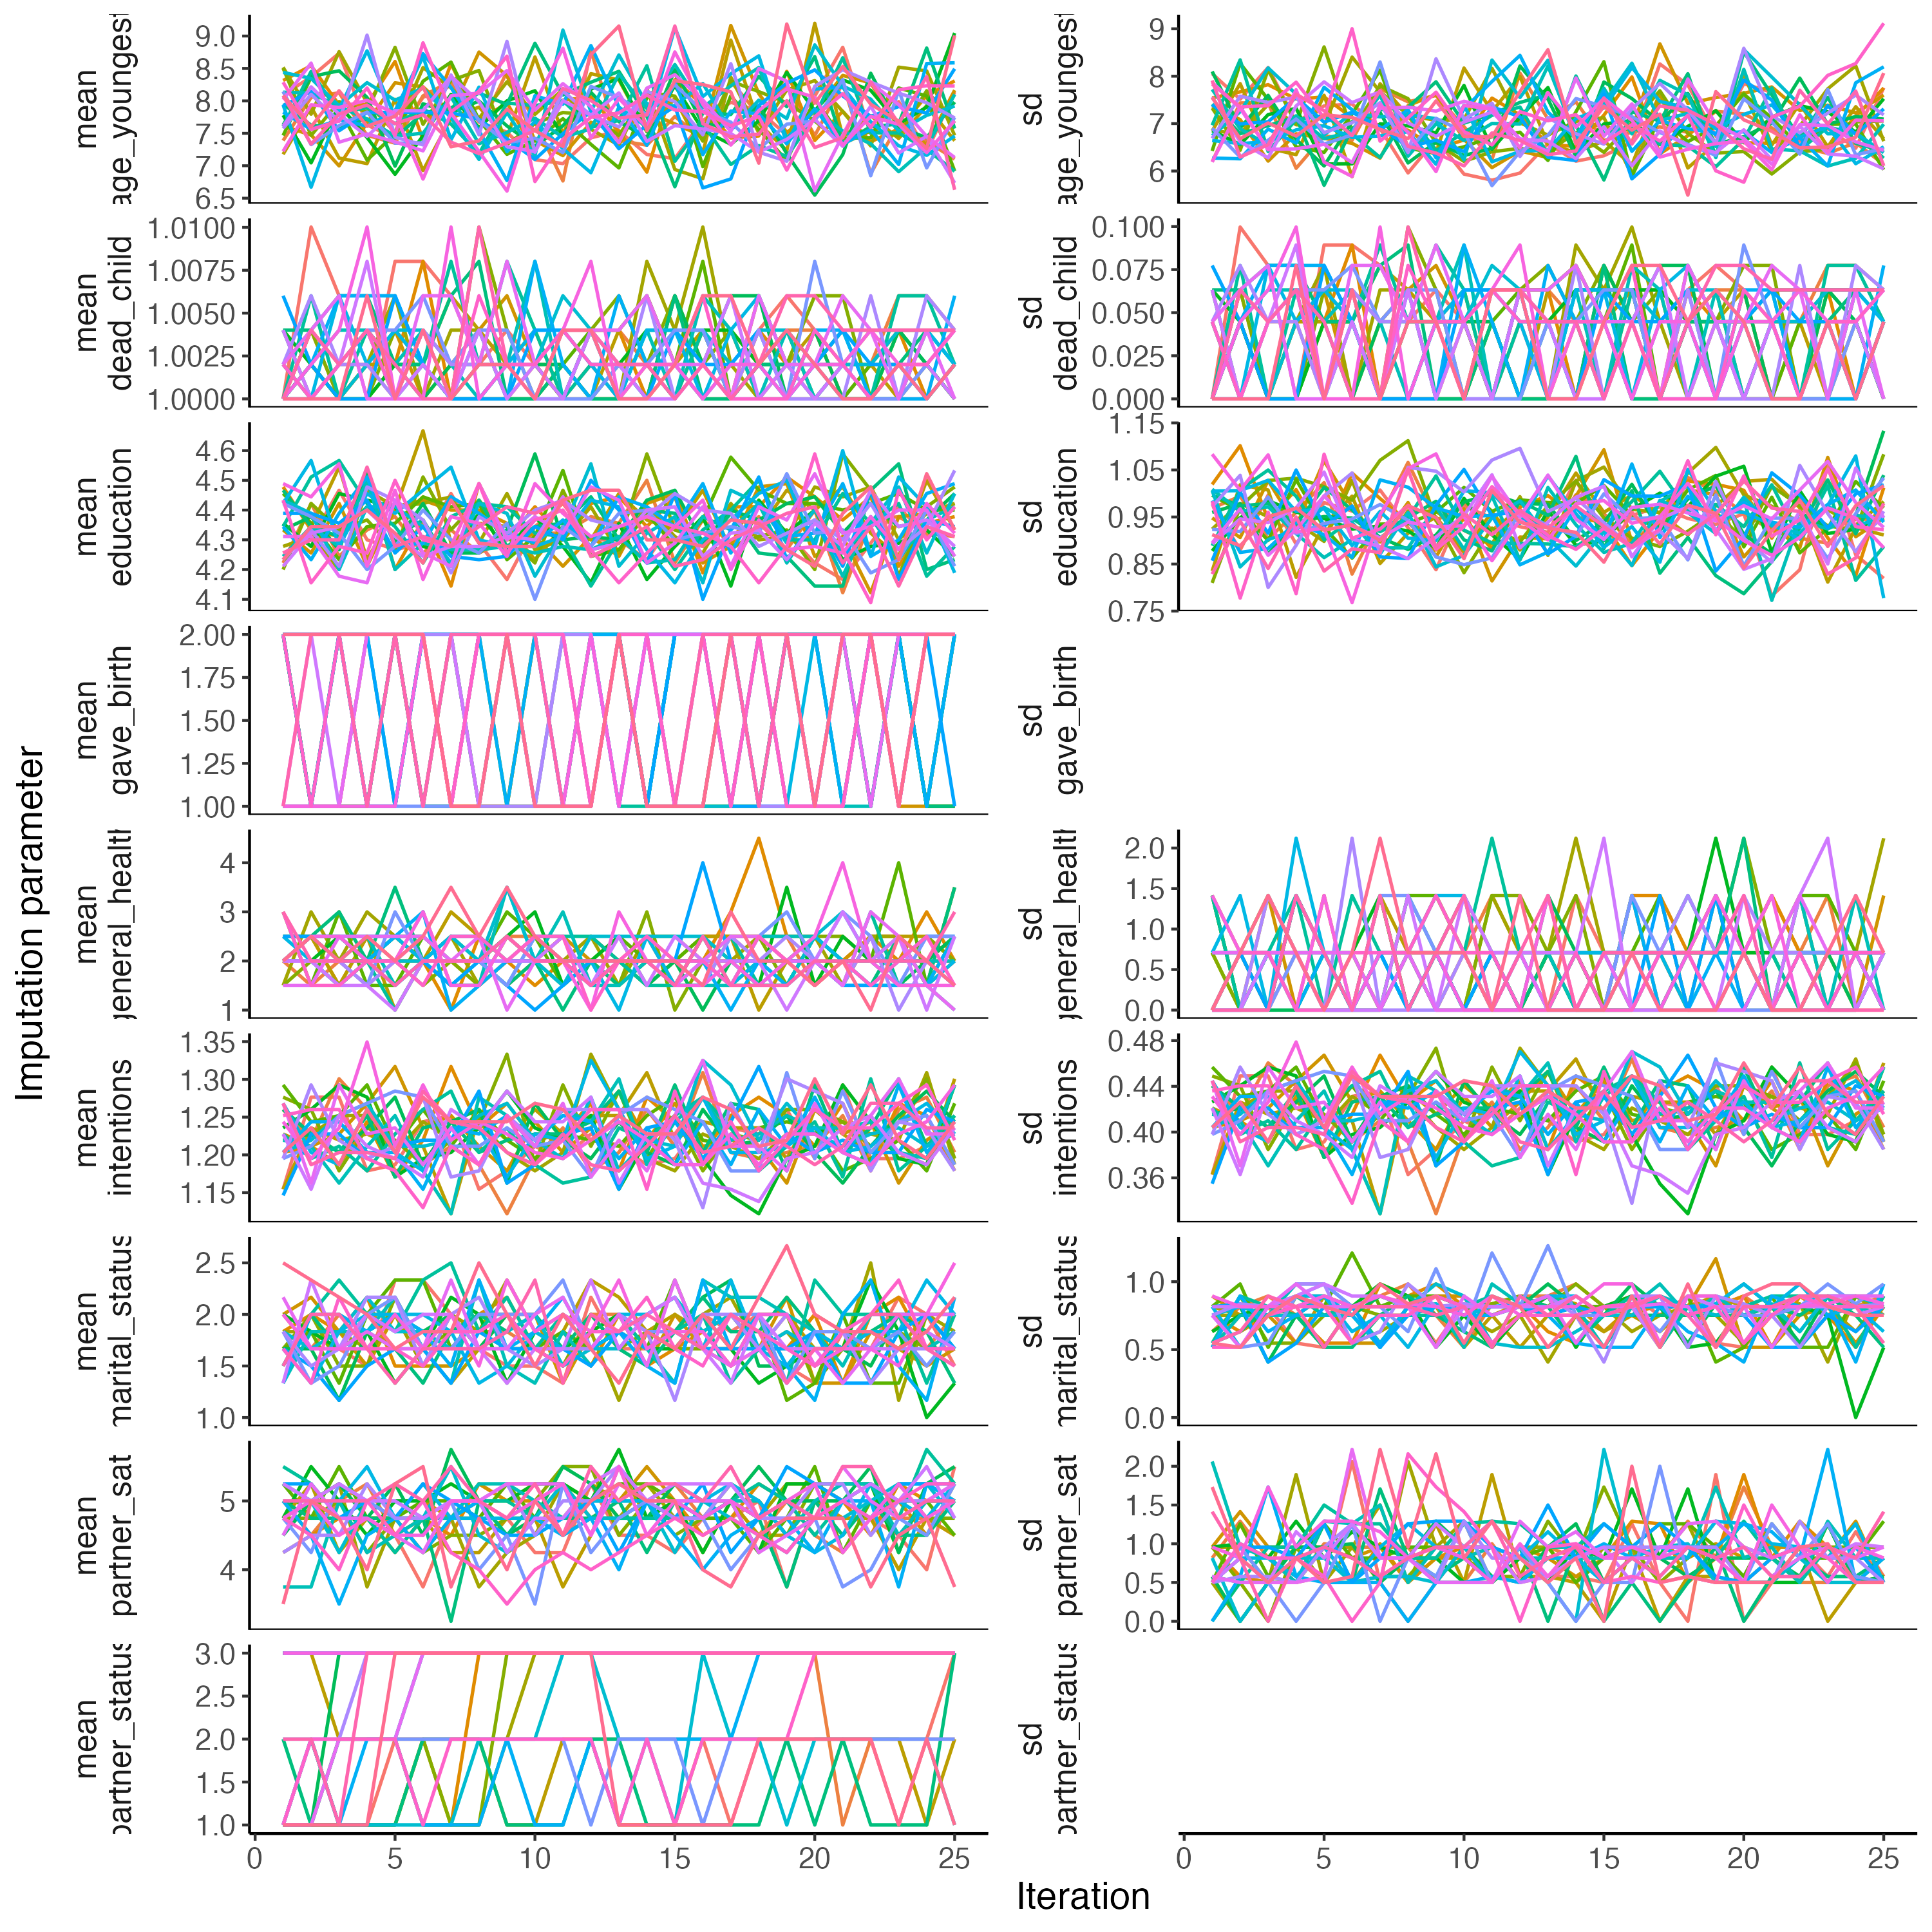 Imputation parameter
mean
age_youngest
9.0
8.5
8.0
7.5
7.0
6.5
sd
age_youngest
9
8
7
6
mean
dead_child
1.0100
1.0075
1.0050
1.0025
1.0000
sd
dead_child
0.100
0.075
0.050
0.025
0.000
mean
education
4.6
4.5
4.4
4.3
4.2
4.1
sd
education
1.15
1.05
0.95
0.85
0.75
mean
gave_birth
2.00
1.75
1.50
1.25
1.00
sd
gave_birth
mean
general_health
4
3
2
1
sd
general_health
2.0
1.5
1.0
0.5
0.0
mean
intentions
1.35
1.30
1.25
1.20
1.15
sd
intentions
0.48
0.44
0.40
0.36
mean
marital_status
2.5
2.0
1.5
1.0
sd
marital_status
1.0
0.5
0.0
mean
partner_sat
5
4
sd
partner_sat
2.0
1.5
1.0
0.5
0.0
mean
partner_status
3.0
2.5
2.0
1.5
1.0
sd
partner_status
0 5 10 15 20 25
0 5 10 15 20 25
Iteration